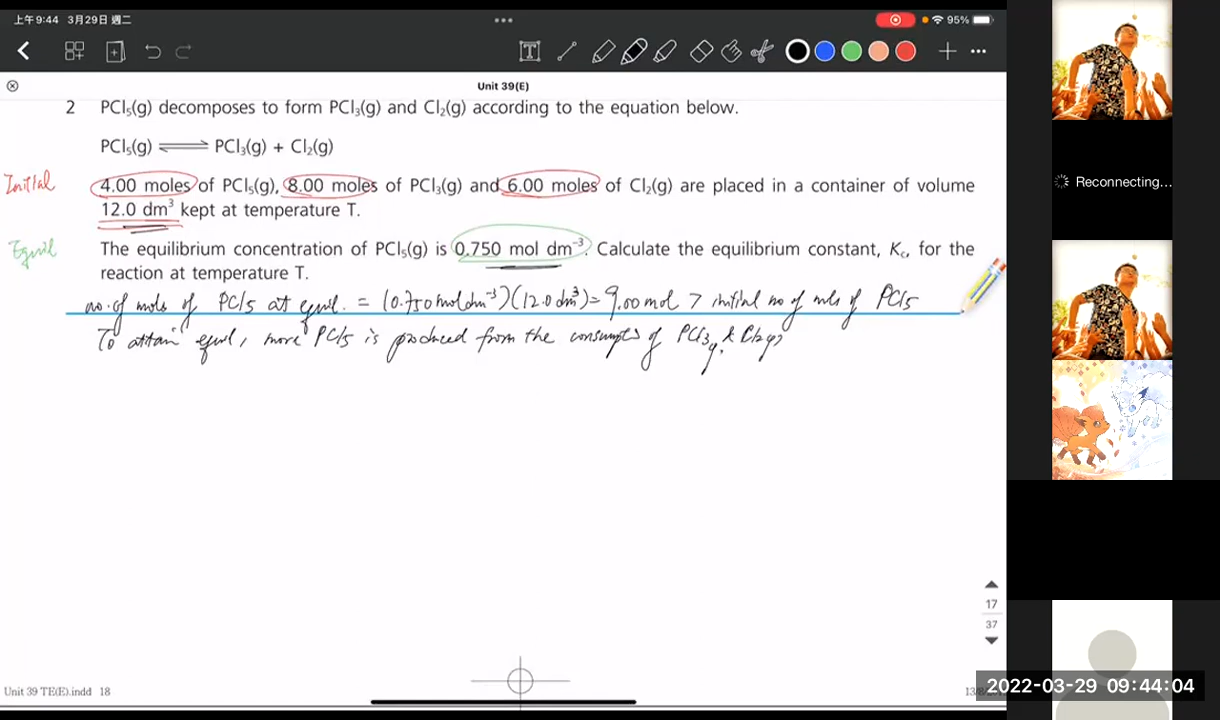 上午9:44 3月29日 週二
95%
Unit 39(E)
2 PCl₅(g) decomposes to form PCl₃(g) and Cl₂(g) according to the equation below.
PCl₅(g) ⇌ PCl₃(g) + Cl₂(g)
Initial
4.00 moles of PCl₅(g), 8.00 moles of PCl₃(g) and 6.00 moles of Cl₂(g) are placed in a container of volume
12.0 dm³ kept at temperature T.
Equil
The equilibrium concentration of PCl₅(g) is 0.750 mol dm⁻³. Calculate the equilibrium constant, Kc, for the
reaction at temperature T.
no. of moles of PCl5 at equil. = (0.750 mol dm⁻³)(12.0 dm³) = 9.00 mol > initial no of mols of PCl5
To attain equil, more PCl5 is produced from the of PCl3(g) & Cl2(g)
17
37
Unit 39 TE(E).indd 18
Reconnecting...
2022-03-29 09:44:04